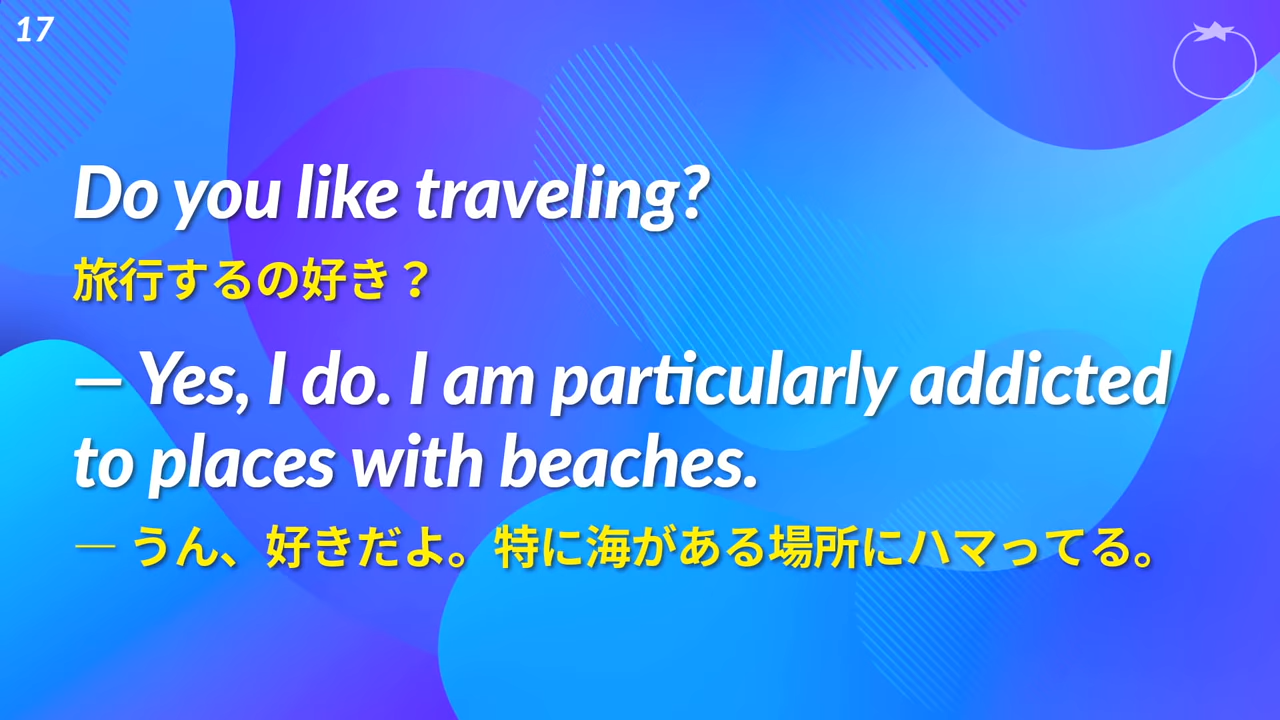 17
Do you like traveling?
旅行するの好き？
— Yes, I do. I am particularly addicted
to places with beaches.
— うん、好きだよ。特に海がある場所にハマってる。